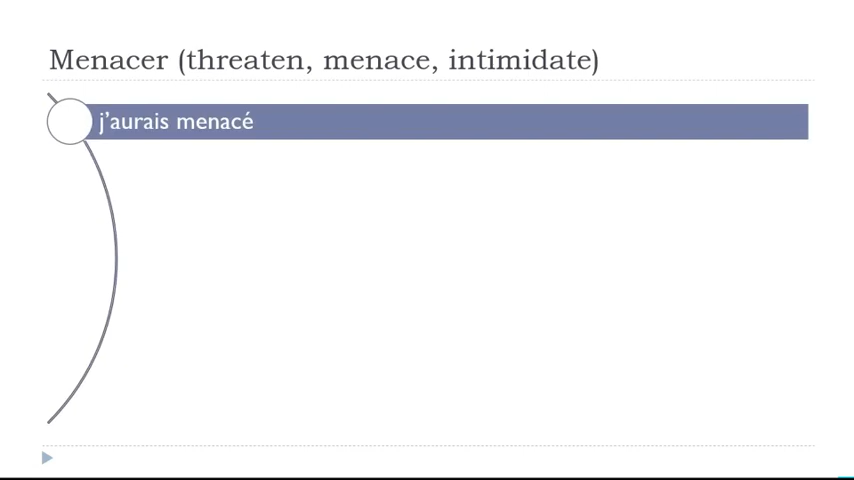 Menacer (threaten, menace, intimidate)
j’aurais menacé